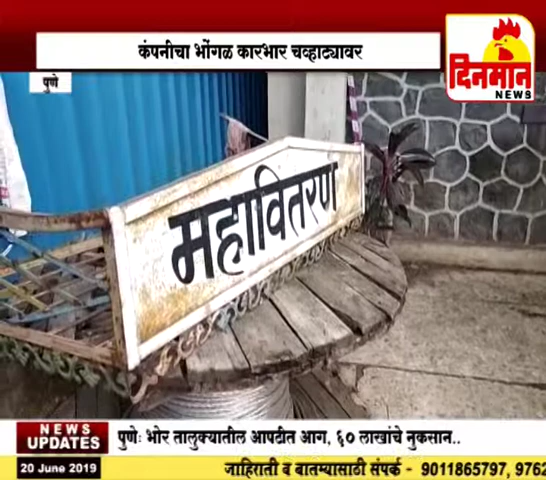 कंपनीचा भोंगळ कारभार चव्हाट्यावर
दिनमान
NEWS
पुणे
महावितरण
NEWS
UPDATES
पुणेः भोर तालुक्यातील आपटीत आग, ६० लाखांचे नुकसान..
20 June 2019
जाहिराती व बातम्यासाठी संपर्क - 9011865797, 9762